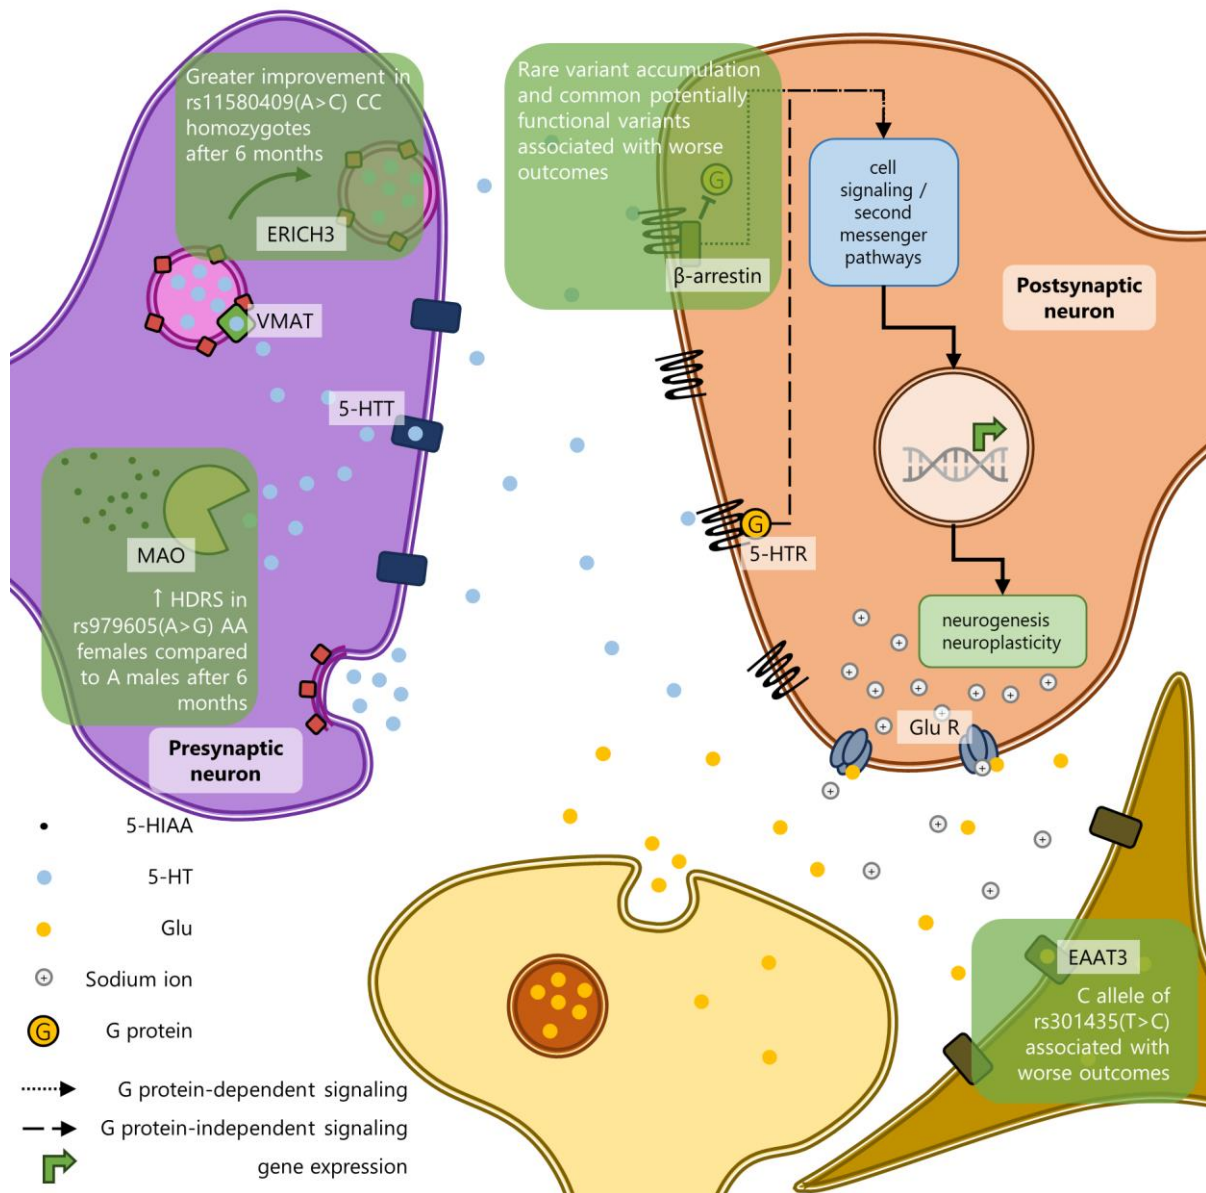 Greater improvement in
rs11580409(A>C) CC
homozygotes
after 6 months
ERICH3
VMAT
5-HTT
MAO
↑ HDRS in
rs979605(A>G) AA
females compared
to A males after 6
months
Presynaptic
neuron
Rare variant accumulation
and common potentially
functional variants
associated with worse
outcomes
G
β-arrestin
cell
signaling /
second
messenger
pathways
Postsynaptic
neuron
G
5-HTR
neurogenesis
neuroplasticity
Glu R
EAAT3
C allele of
rs301435(T>C)
associated with
worse outcomes
5-HIAA
5-HT
Glu
Sodium ion
G
G protein
G protein-dependent signaling
G protein-independent signaling
gene expression